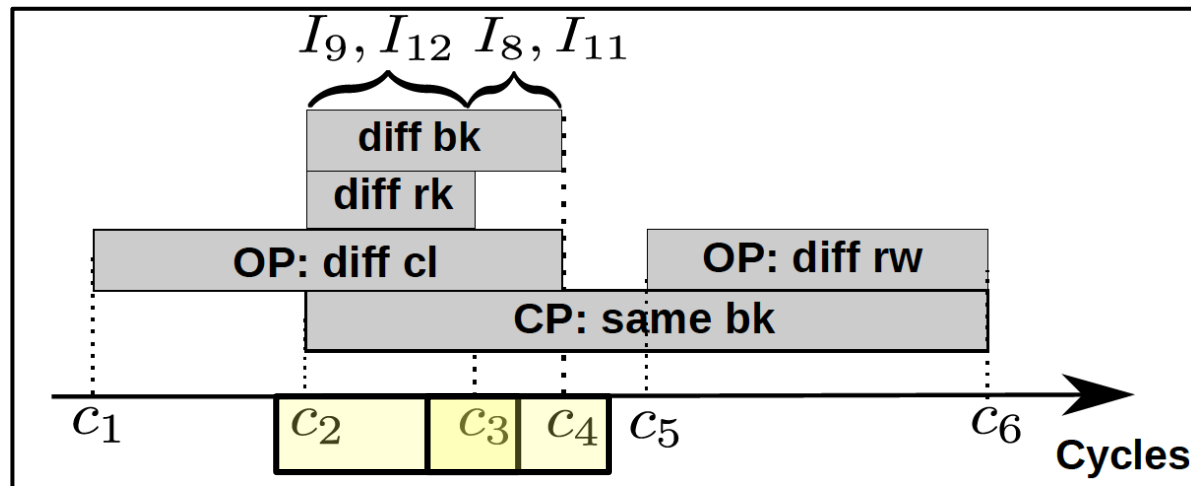 I₉, I₁₂ I₈, I₁₁
diff bk
diff rk
OP: diff cl OP: diff rw
CP: same bk
c₁ c₂ c₃ c₄ c₅ c₆
Cycles